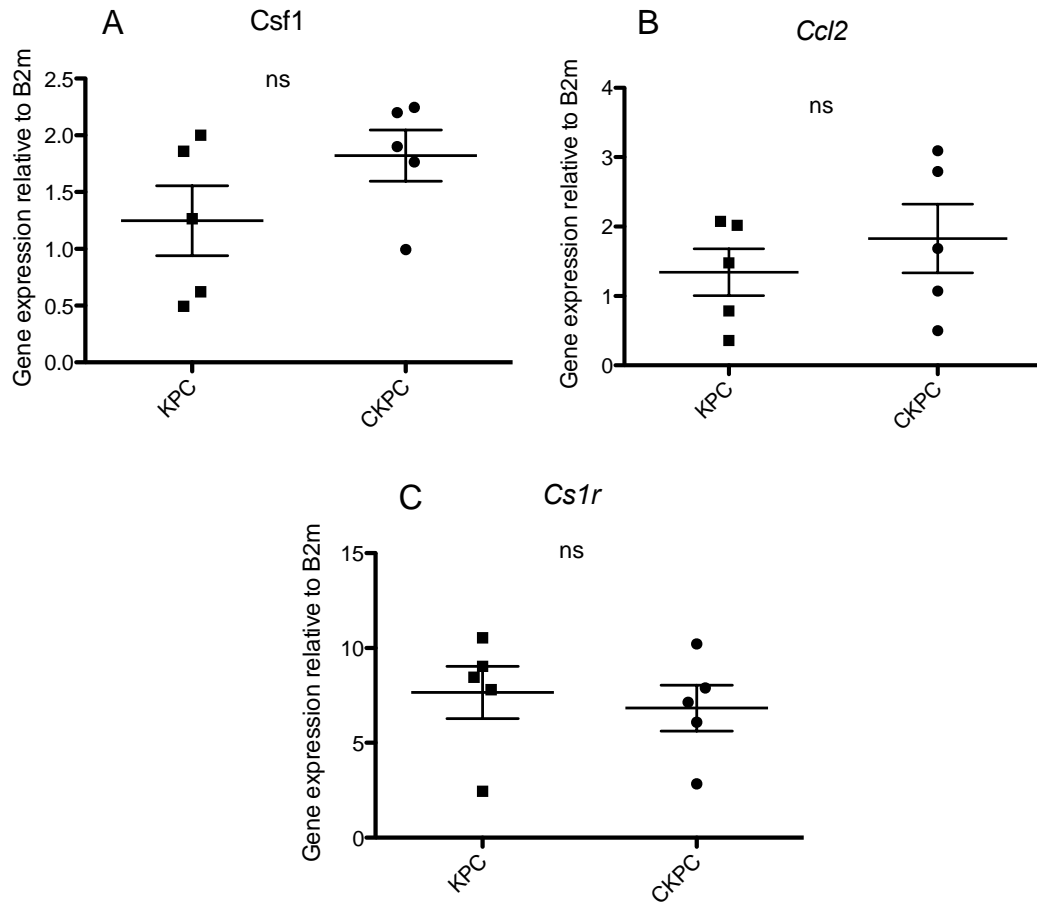 A
Csf1
ns
Gene expression relative to B2m
2.5
2.0
1.5
1.0
0.5
0.0
KPC
CKPC
B
Ccl2
ns
Gene expression relative to B2m
4
3
2
1
0
KPC
CKPC
C
Cs1r
ns
Gene expression relative to B2m
15
10
5
0
KPC
CKPC